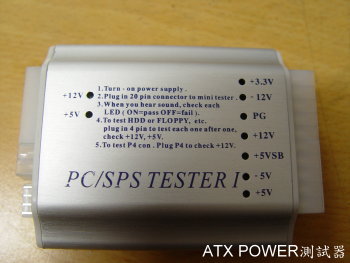 1.Turn - on power supply .
2.Plug in 20 pin connector to mini tester .
3.When you hear sound, check each
LED ( ON=pass OFF=fail ).
4.To test HDD or FLOPPY, etc.
plug in 4 pin to test each one after one,
check +12V, +5V.
5.To test P4 con . Plug P4 to check +12V.
+12V
+5V
+3.3V
- 12V
PG
+12V
+5VSB
- 5V
+5V
PC/SPS TESTER I
ATX POWER測試器